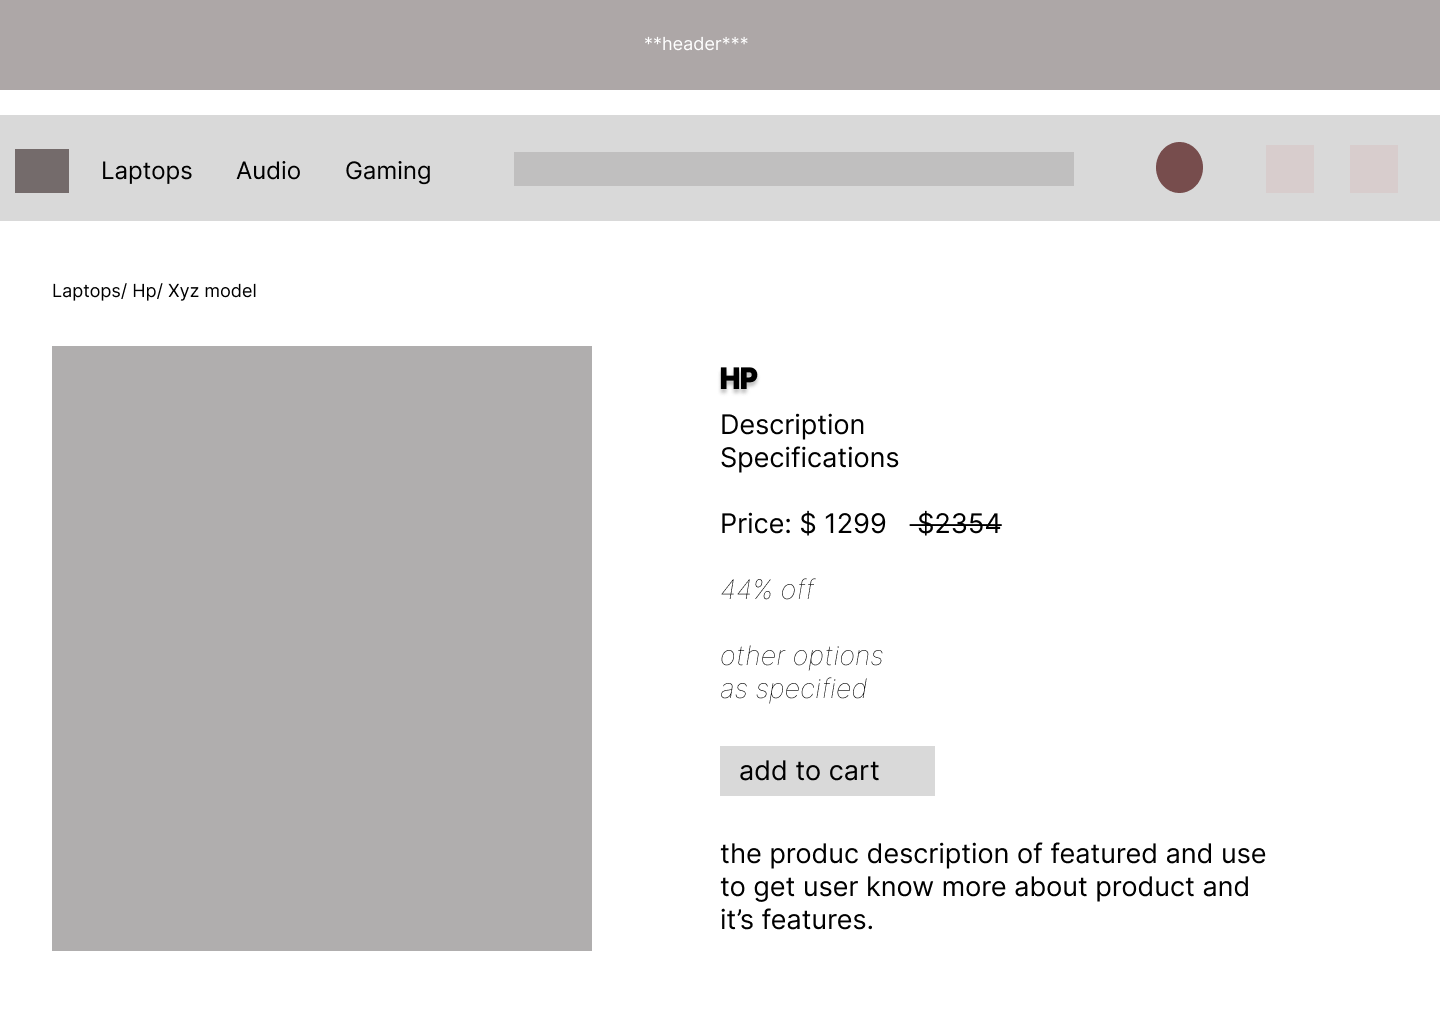 **header***
Laptops Audio Gaming
Laptops/ Hp/ Xyz model
HP
Description
Specifications
Price: $ 1299 $2354
44% off
other options
as specified
add to cart
the produc description of featured and use
to get user know more about product and
it’s features.